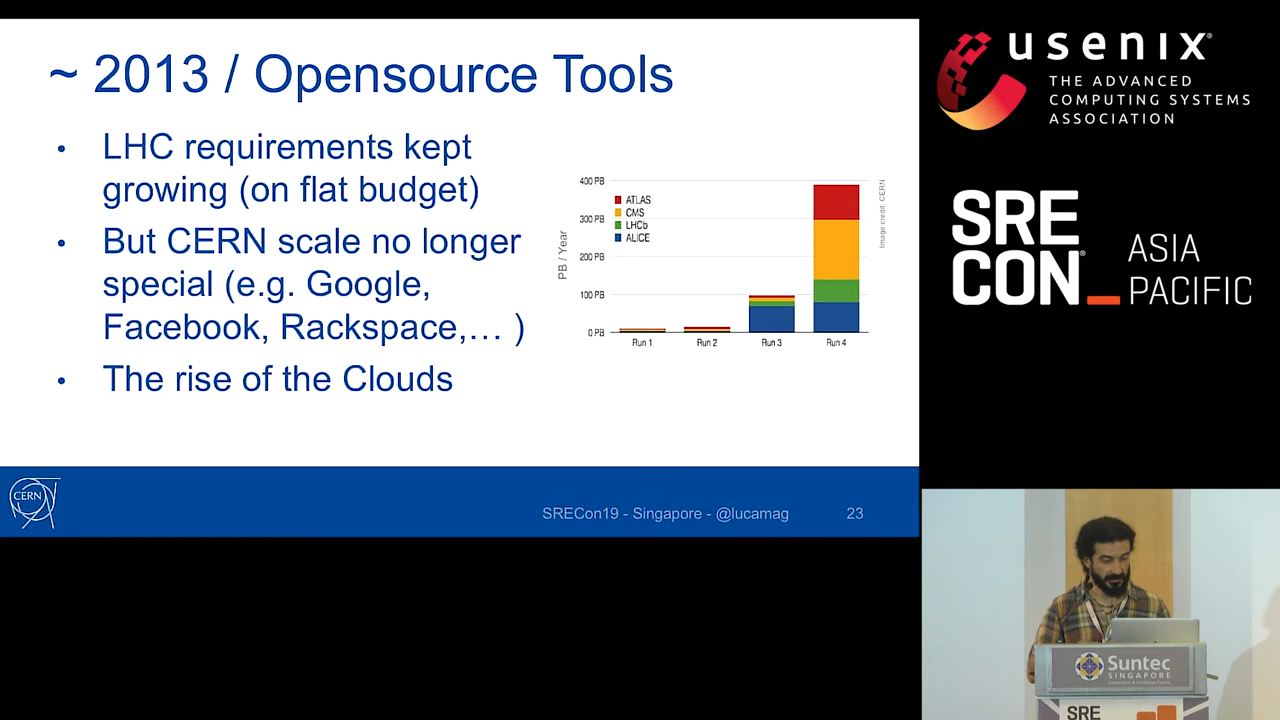 ~ 2013 / Opensource Tools
• LHC requirements kept
growing (on flat budget)
• But CERN scale no longer
special (e.g. Google,
Facebook, Rackspace,… )
• The rise of the Clouds
PB / Year
400 PB
300 PB
200 PB
100 PB
0 PB
ATLAS
CMS
LHCb
ALICE
Run 1
Run 2
Run 3
Run 4
Image credit: CERN
CERN
SRECon19 - Singapore - @lucamag
23
usenix®
THE ADVANCED
COMPUTING SYSTEMS
ASSOCIATION
SRE
CON®
ASIA
PACIFIC
Suntec
SINGAPORE
SRE